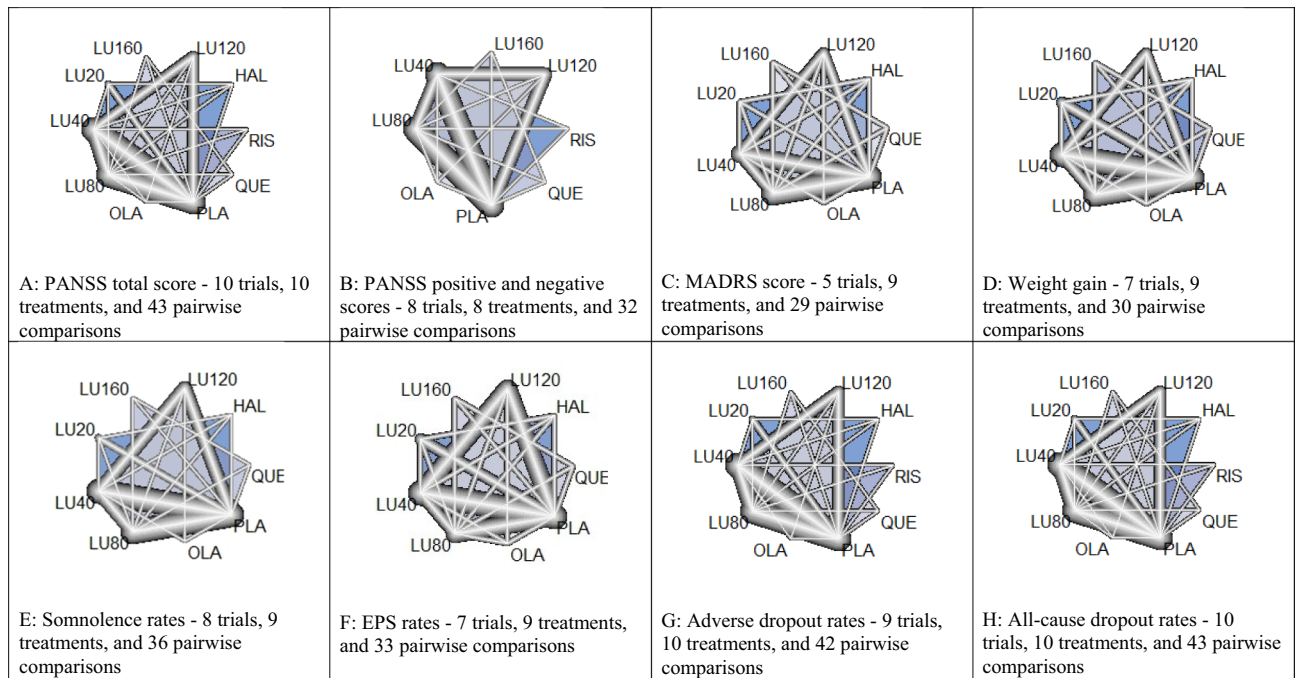 LU160
LU120
LU20
HAL
LU40
RIS
LU80
QUE
OLA
PLA
A: PANSS total score - 10 trials, 10
treatments, and 43 pairwise
comparisons
LU160
LU40
LU120
LU80
RIS
OLA
QUE
PLA
B: PANSS positive and negative
scores - 8 trials, 8 treatments, and 32
pairwise comparisons
LU120
LU160
HAL
LU20
QUE
LU40
PLA
LU80
OLA
C: MADRS score - 5 trials, 9
treatments, and 29 pairwise
comparisons
LU120
LU160
HAL
LU20
QUE
LU40
PLA
LU80
OLA
D: Weight gain - 7 trials, 9
treatments, and 30 pairwise
comparisons
LU120
LU160
HAL
LU20
QUE
LU40
PLA
LU80
OLA
E: Somnolence rates - 8 trials, 9
treatments, and 36 pairwise
comparisons
LU120
LU160
HAL
LU20
QUE
LU40
PLA
LU80
OLA
F: EPS rates - 7 trials, 9 treatments,
and 33 pairwise comparisons
LU160
LU120
LU20
HAL
LU40
RIS
LU80
QUE
OLA
PLA
G: Adverse dropout rates - 9 trials,
10 treatments, and 42 pairwise
comparisons
LU160
LU120
LU20
HAL
LU40
RIS
LU80
QUE
OLA
PLA
H: All-cause dropout rates - 10
trials, 10 treatments, and 43 pairwise
comparisons